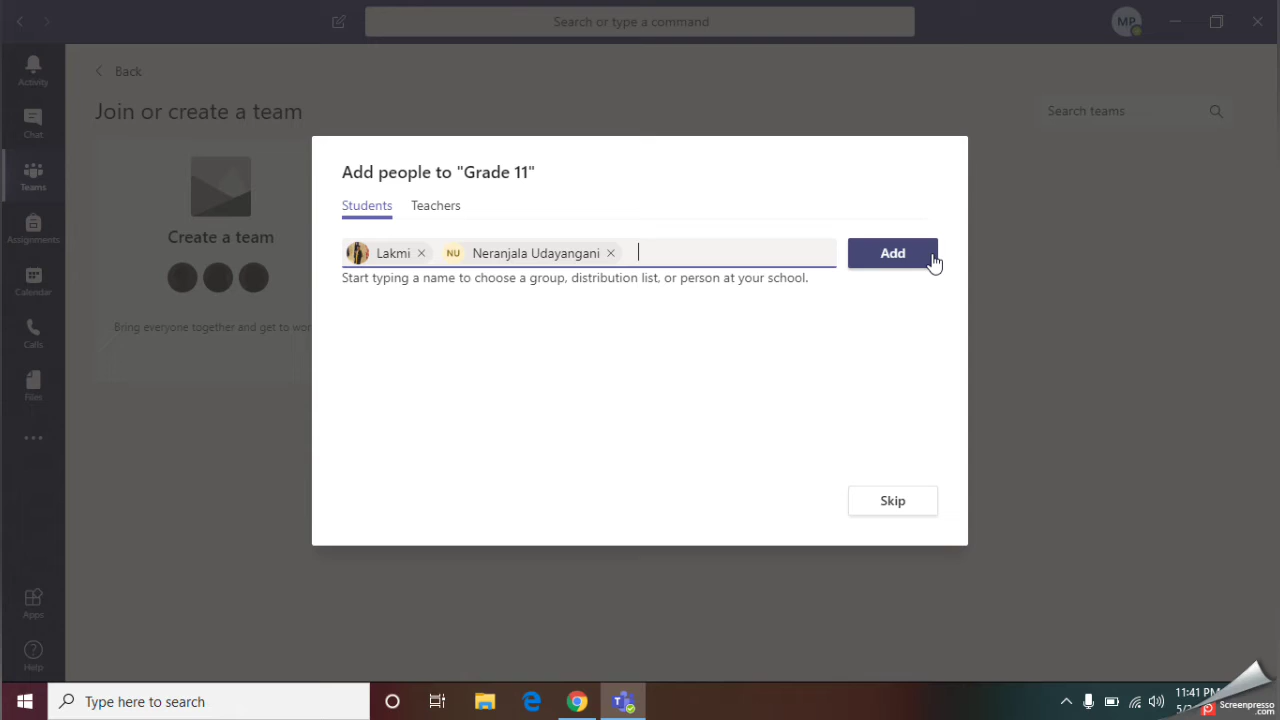 Search or type a command
MP
Activity
Back
Chat
Join or create a team
Search teams
Teams
Create a team
Assignments
Calendar
Bring everyone together and get to wor
Calls
Files
Add people to "Grade 11"
Students Teachers
Lakmi NU Neranjala Udayangani
Add
Start typing a name to choose a group, distribution list, or person at your school.
Skip
Apps
Help
Type here to search
11:41 PM
Screenpresso
.com